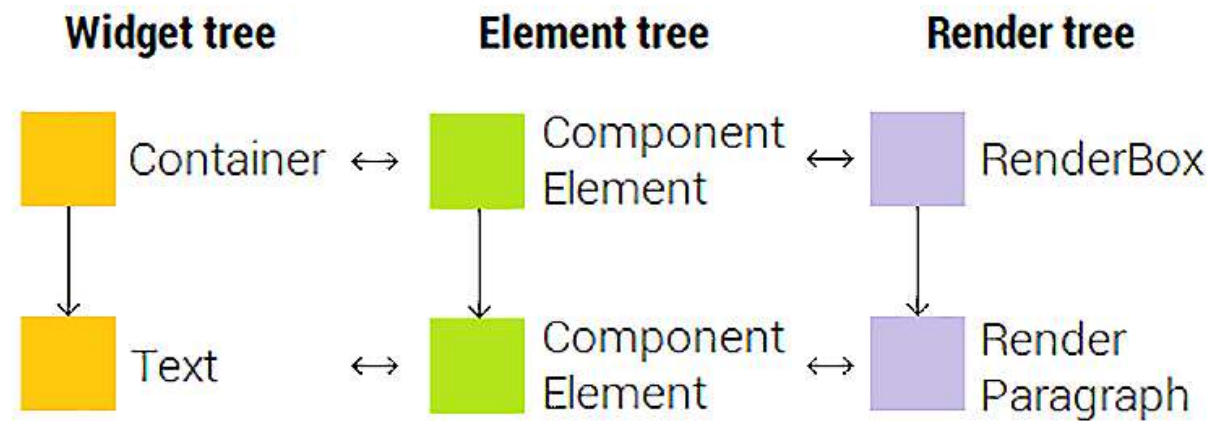 Widget tree
Element tree
Render tree
Container
Component
Element
RenderBox
Text
Component
Element
Render
Paragraph